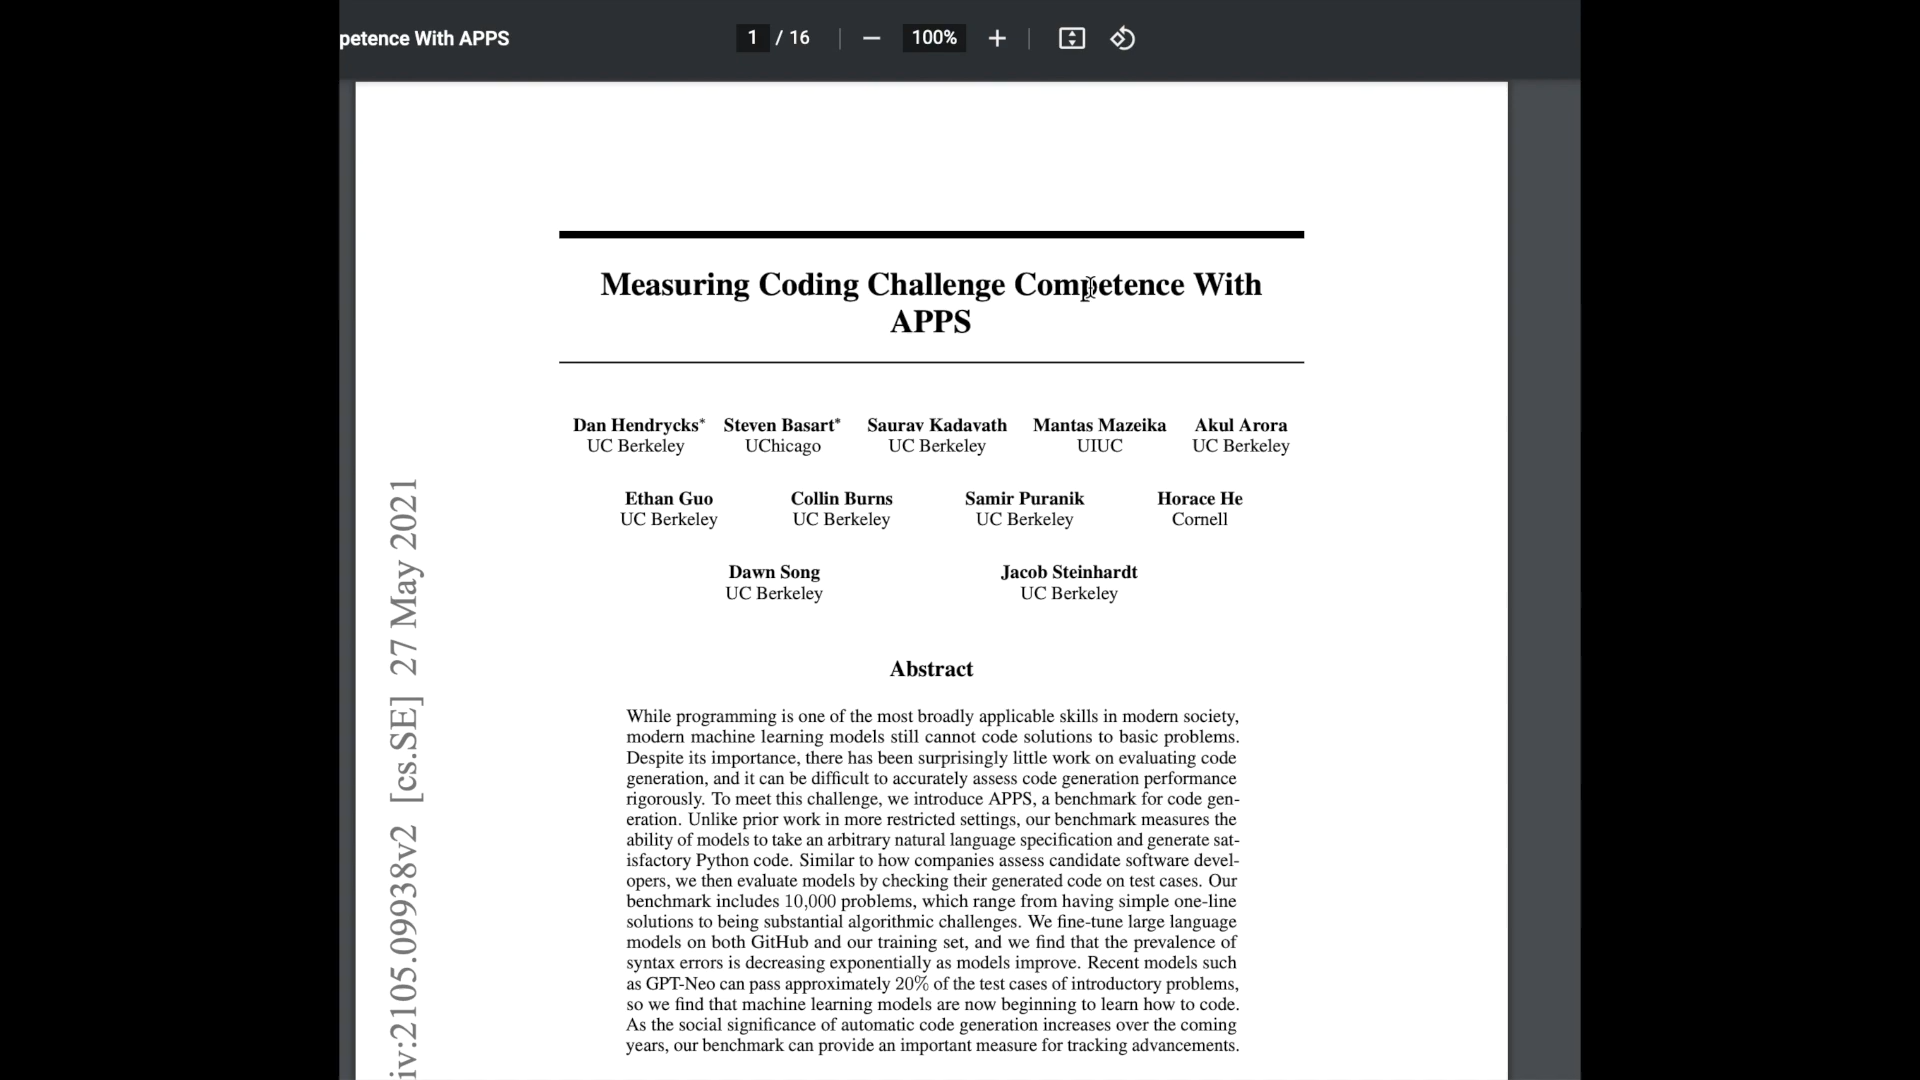 petence With APPS
1 / 16
100%
Measuring Coding Challenge Competence With
APPS
Dan Hendrycks* Steven Basart* Saurav Kadavath Mantas Mazeika Akul Arora
UC Berkeley UChicago UC Berkeley UIUC UC Berkeley
Ethan Guo Collin Burns Samir Puranik Horace He
UC Berkeley UC Berkeley UC Berkeley Cornell
Dawn Song Jacob Steinhardt
UC Berkeley UC Berkeley
iv:2105.09938v2 [cs.SE] 27 May 2021
Abstract
While programming is one of the most broadly applicable skills in modern society,
modern machine learning models still cannot code solutions to basic problems.
Despite its importance, there has been surprisingly little work on evaluating code
generation, and it can be difficult to accurately assess code generation performance
rigorously. To meet this challenge, we introduce APPS, a benchmark for code gen-
eration. Unlike prior work in more restricted settings, our benchmark measures the
ability of models to take an arbitrary natural language specification and generate sat-
isfactory Python code. Similar to how companies assess candidate software devel-
opers, we then evaluate models by checking their generated code on test cases. Our
benchmark includes 10,000 problems, which range from having simple one-line
solutions to being substantial algorithmic challenges. We fine-tune large language
models on both GitHub and our training set, and we find that the prevalence of
syntax errors is decreasing exponentially as models improve. Recent models such
as GPT-Neo can pass approximately 20% of the test cases of introductory problems,
so we find that machine learning models are now beginning to learn how to code.
As the social significance of automatic code generation increases over the coming
years, our benchmark can provide an important measure for tracking advancements.